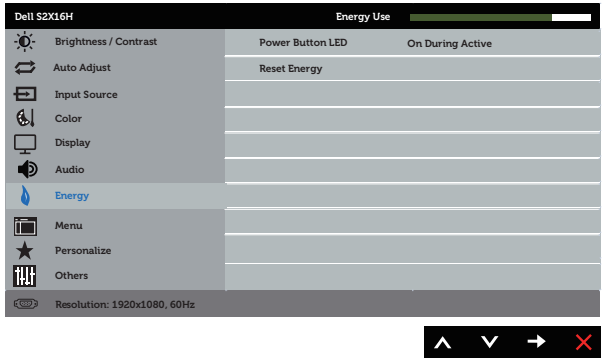 Dell S2X16H Energy Use
Brightness / Contrast Power Button LED On During Active
Auto Adjust Reset Energy
Input Source
Color
Display
Audio
Energy
Menu
Personalize
Others
Resolution: 1920x1080, 60Hz